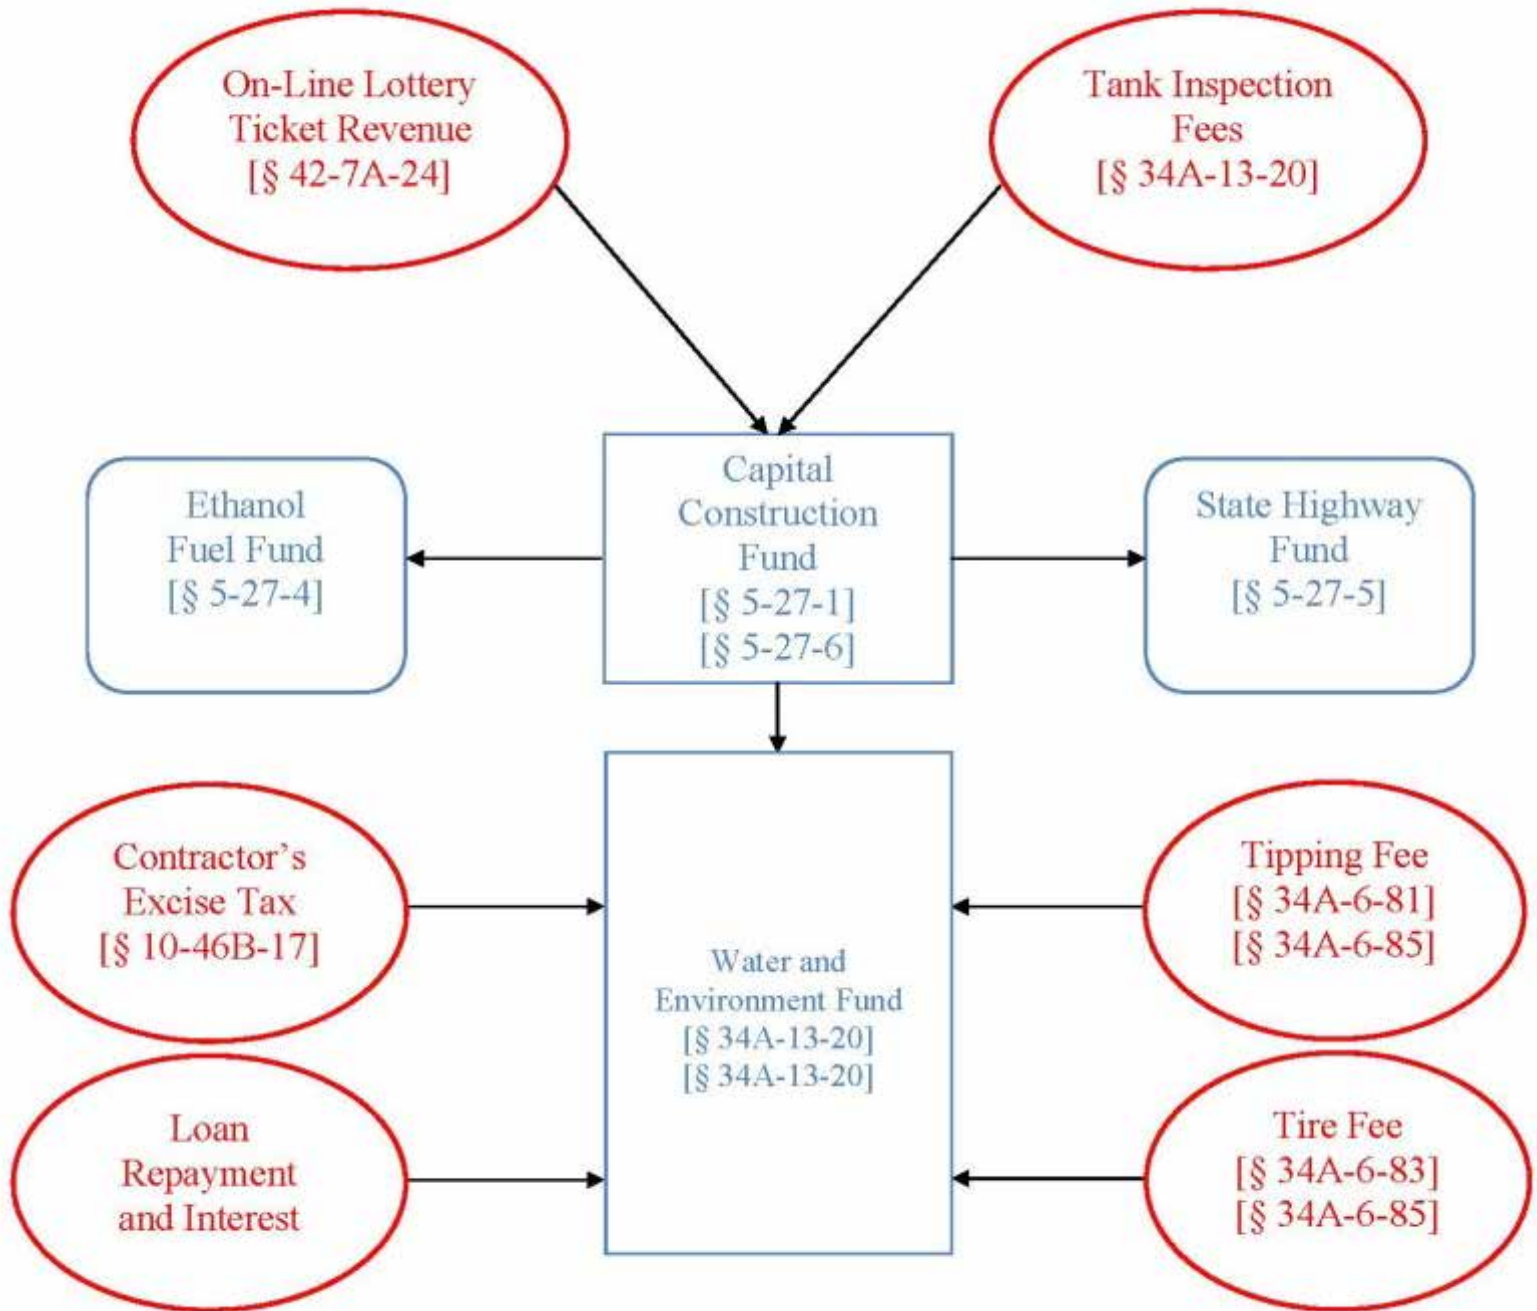 On-Line Lottery
Ticket Revenue
[§ 42-7A-24]
Tank Inspection
Fees
[§ 34A-13-20]
Ethanol
Fuel Fund
[§ 5-27-4]
Capital
Construction
Fund
[§ 5-27-1]
[§ 5-27-6]
State Highway
Fund
[§ 5-27-5]
Contractor’s
Excise Tax
[§ 10-46B-17]
Water and
Environment Fund
[§ 34A-13-20]
[§ 34A-13-20]
Tipping Fee
[§ 34A-6-81]
[§ 34A-6-85]
Loan
Repayment
and Interest
Tire Fee
[§ 34A-6-83]
[§ 34A-6-85]